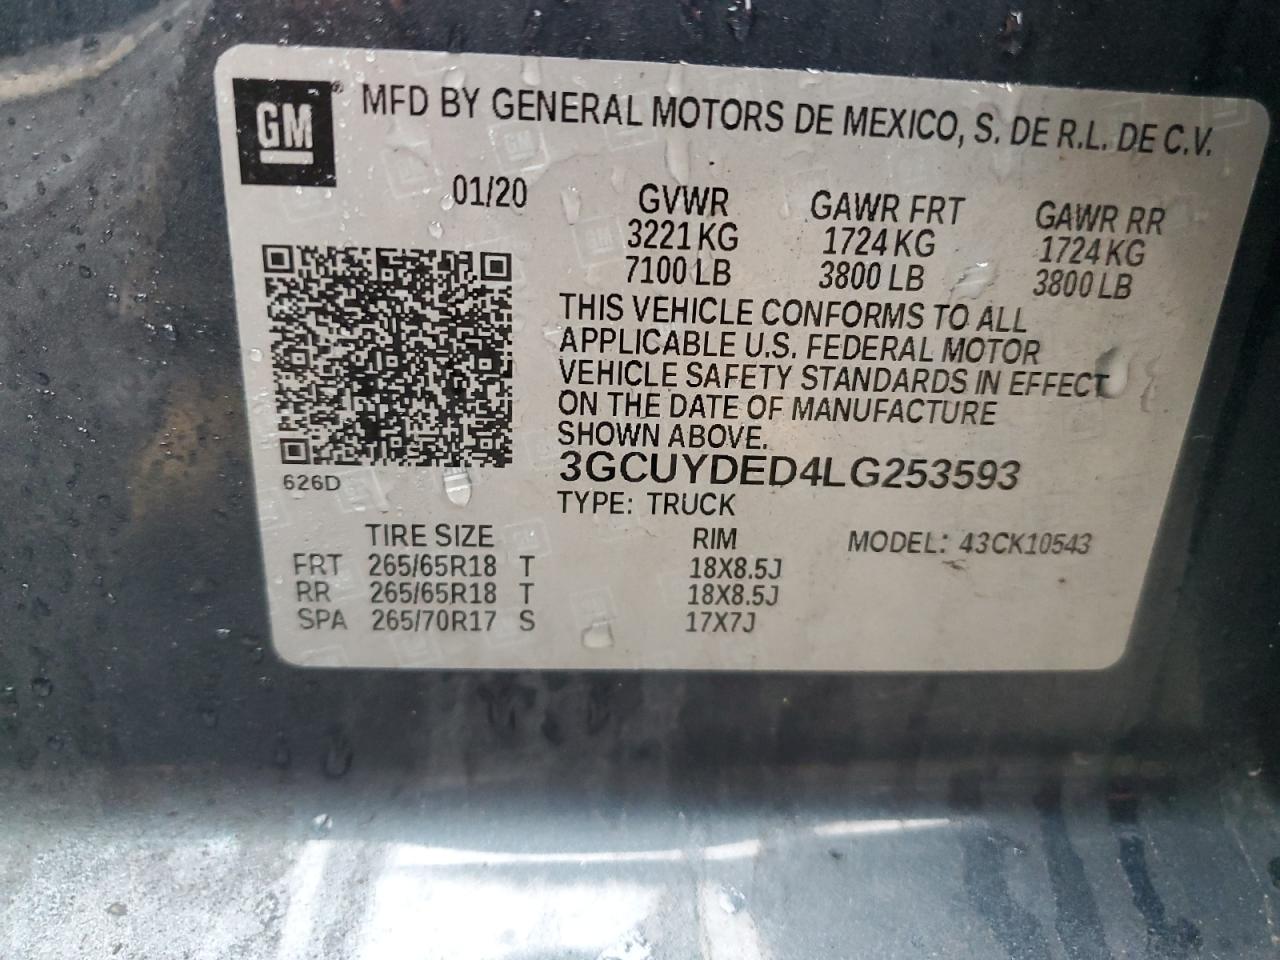 GM
MFD BY GENERAL MOTORS DE MEXICO, S. DE R.L. DE C.V.
01/20
GVWR GAWR FRT GAWR RR
3221 KG 1724 KG 1724 KG
7100 LB 3800 LB 3800 LB
THIS VEHICLE CONFORMS TO ALL
APPLICABLE U.S. FEDERAL MOTOR
VEHICLE SAFETY STANDARDS IN EFFECT
ON THE DATE OF MANUFACTURE
SHOWN ABOVE.
3GCUYDED4LG253593
626D
TYPE: TRUCK
TIRE SIZE RIM MODEL: 43CK10543
FRT 265/65R18 T 18X8.5J
RR 265/65R18 T 18X8.5J
SPA 265/70R17 S 17X7J